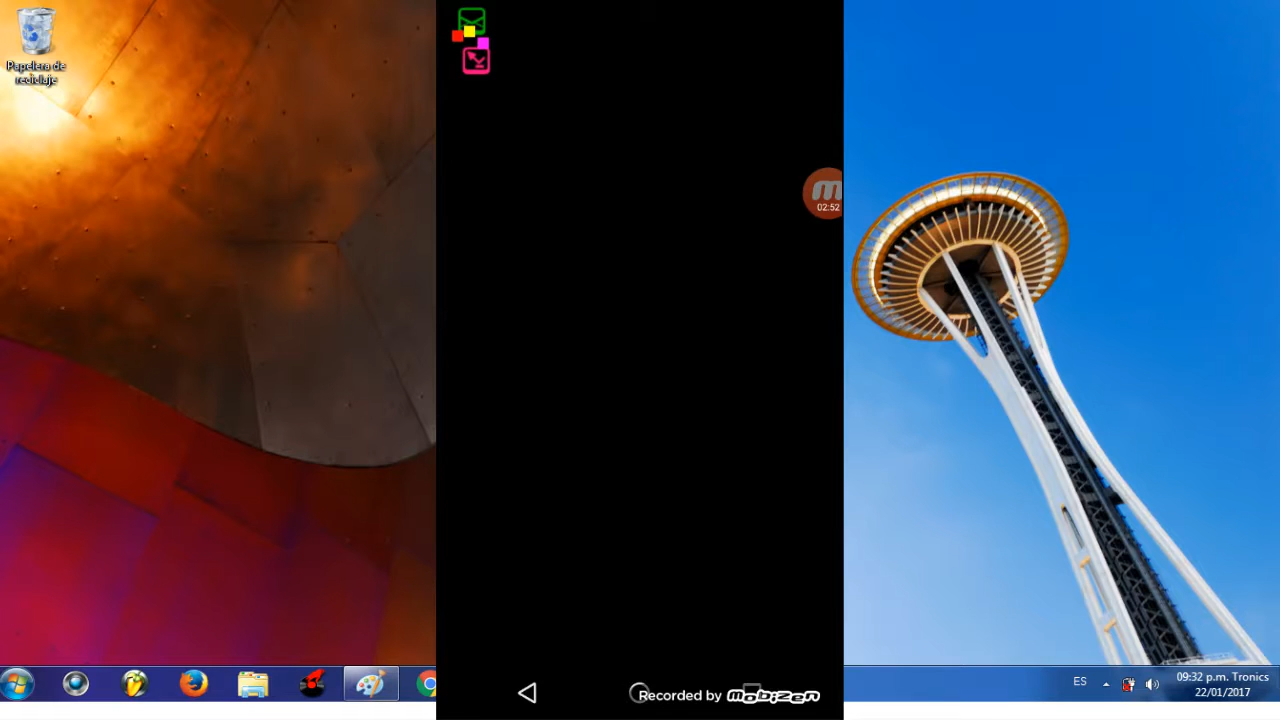 Papelera de
reciclaje
02:52
Recorded by mobizen
ES
09:32 p.m. Tronics
22/01/2017